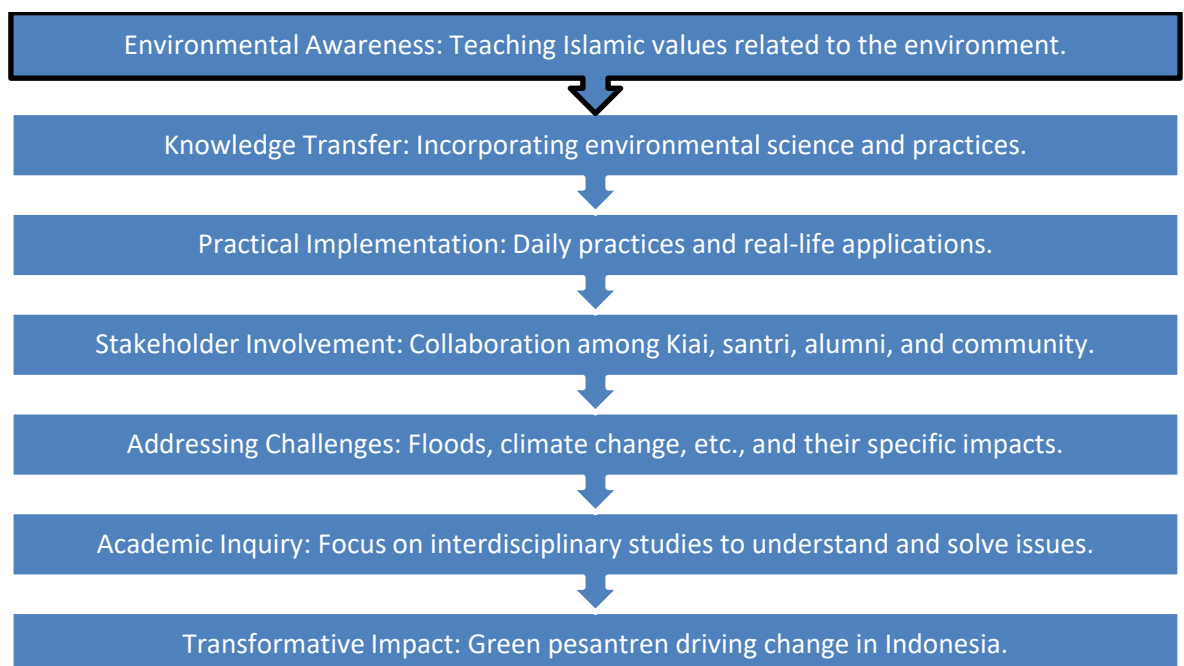 Environmental Awareness: Teaching Islamic values related to the environment.
Knowledge Transfer: Incorporating environmental science and practices.
Practical Implementation: Daily practices and real-life applications.
Stakeholder Involvement: Collaboration among Kiai, santri, alumni, and community.
Addressing Challenges: Floods, climate change, etc., and their specific impacts.
Academic Inquiry: Focus on interdisciplinary studies to understand and solve issues.
Transformative Impact: Green pesantren driving change in Indonesia.